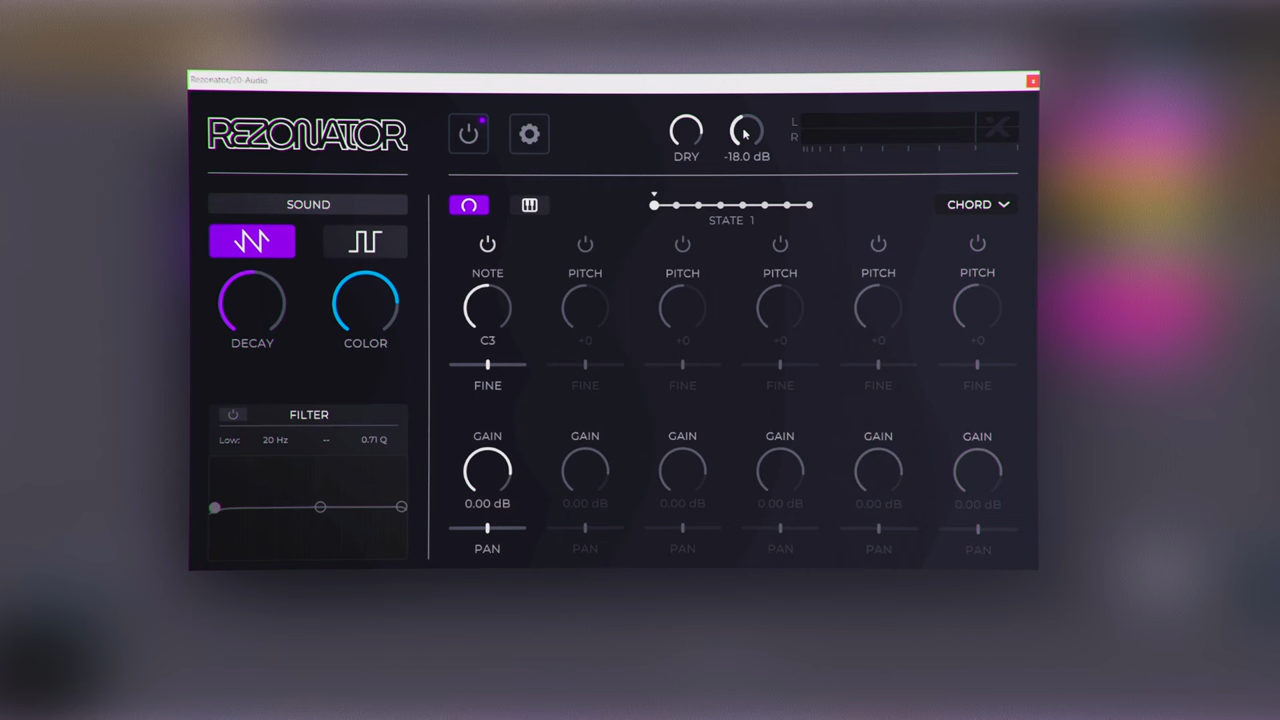 Rezonator/20-Audio
x
REZONATOR
DRY
-18.0 dB
L
R
SOUND
STATE 1
CHORD
NOTE PITCH PITCH PITCH PITCH PITCH
C3 +0 +0 +0 +0 +0
DECAY COLOR
FINE FINE FINE FINE FINE FINE
FILTER
Low: 20 Hz -- 0.71 Q
GAIN GAIN GAIN GAIN GAIN GAIN
0.00 dB 0.00 dB 0.00 dB 0.00 dB 0.00 dB 0.00 dB
PAN PAN PAN PAN PAN PAN